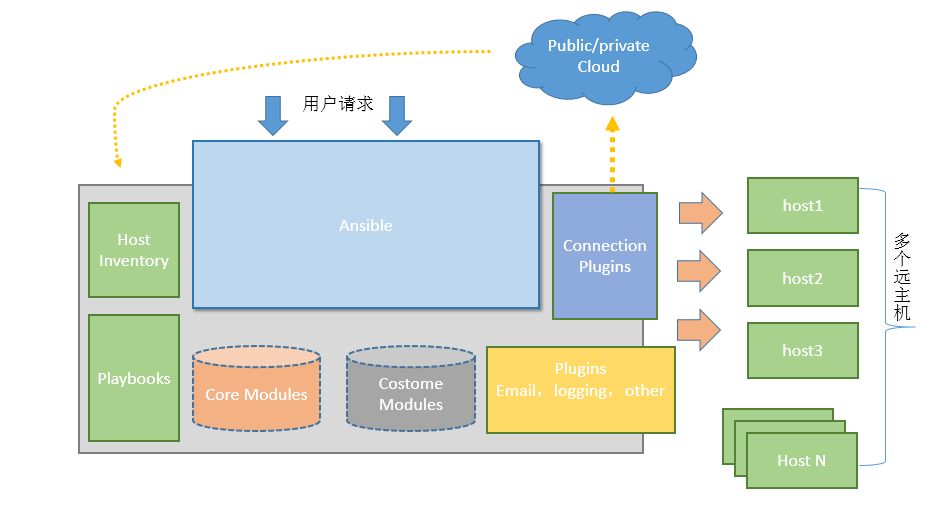 Public/private
Cloud
用户请求
Ansible
Host
Inventory
Connection
Plugins
host1
host2
host3
Host N
多个远主机
Playbooks
Core Modules
Costome
Modules
Plugins
Email，logging，other